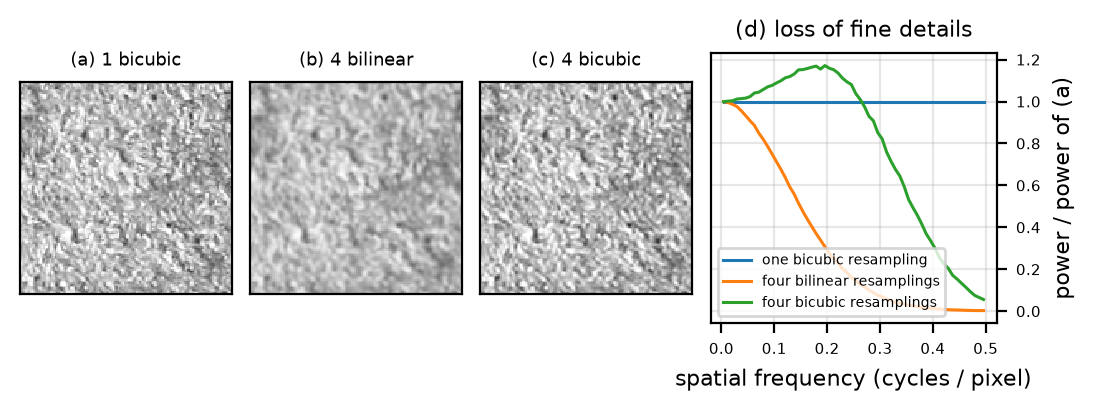 (a) 1 bicubic
(b) 4 bilinear
(c) 4 bicubic
(d) loss of fine details
1.2
1.0
0.8
0.6
0.4
0.2
0.0
power / power of (a)
one bicubic resampling
four bilinear resamplings
four bicubic resamplings
0.0 0.1 0.2 0.3 0.4 0.5
spatial frequency (cycles / pixel)